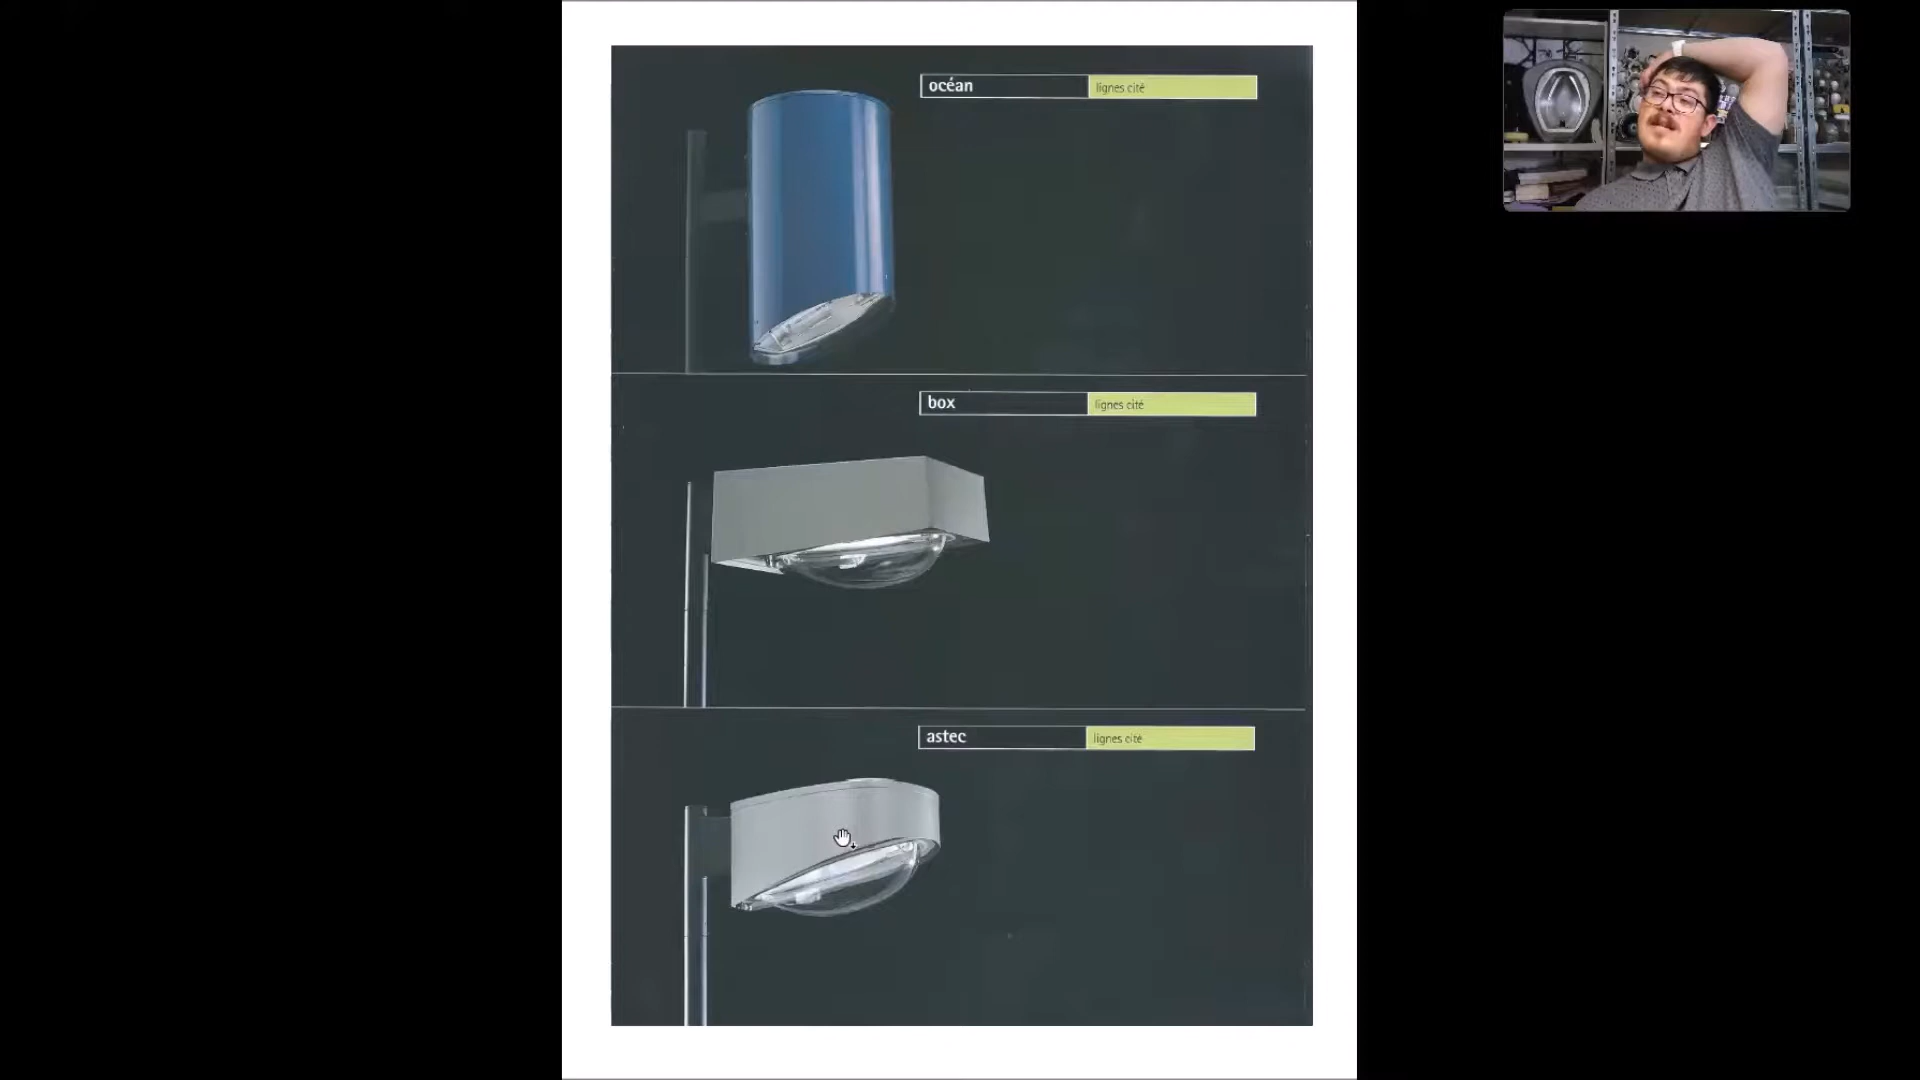 océan
lignes cité
box
lignes cité
astec
lignes cité